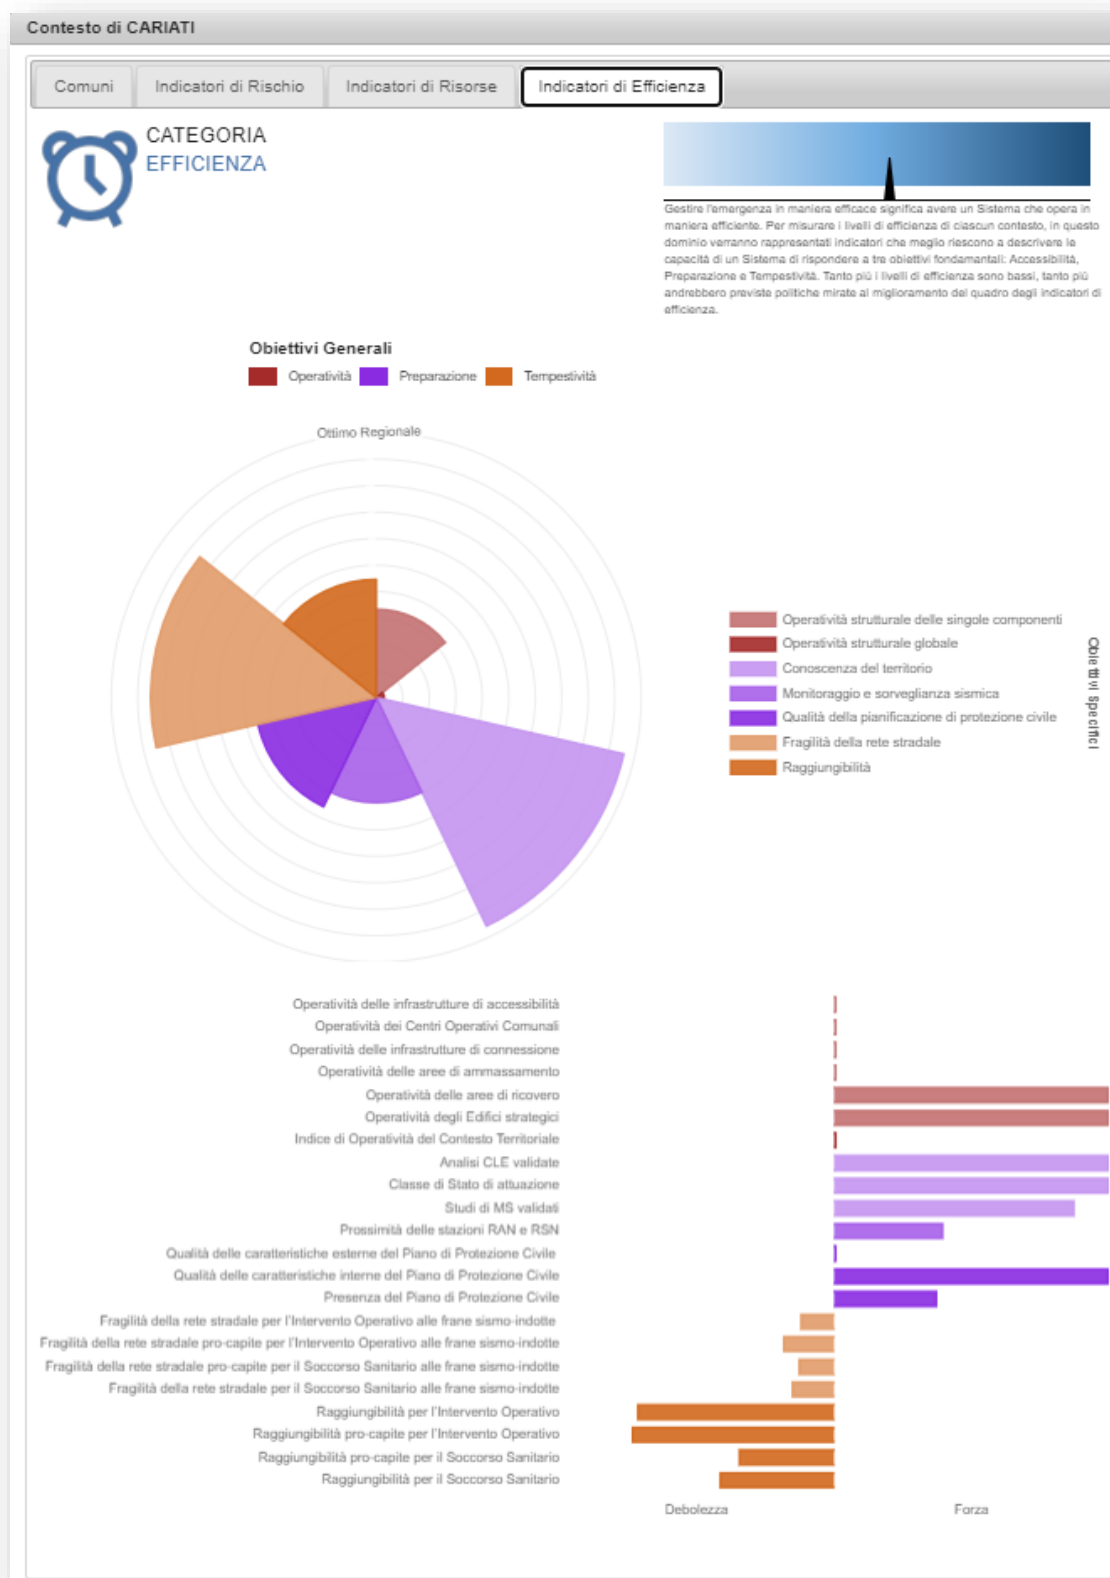 Contesto di CARIATI
Comuni
Indicatori di Rischio
Indicatori di Risorse
Indicatori di Efficienza
CATEGORIA
EFFICIENZA
Gestire l'emergenza in maniera efficace significa avere un Sistema che opera in
maniera efficiente. Per misurare i livelli di efficienza di ciascun contesto, in questo
dominio verranno rappresentati indicatori che meglio riescono a descrivere le
capacità di un Sistema di rispondere a tre obiettivi fondamantali: Accessibilità,
Preparazione e Tempestività. Tanto più i livelli di efficienza sono bassi, tanto più
andrebbero previste politiche mirate al miglioramento del quadro degli indicatori di
efficienza.
Obiettivi Generali
Operatività
Preparazione
Tempestività
Ottimo Regionale
Operatività strutturale delle singole componenti
Operatività strutturale globale
Conoscenza del territorio
Monitoraggio e sorveglianza sismica
Qualità della pianificazione di protezione civile
Fragilità della rete stradale
Raggiungibilità
Obiettivi Specifici
Operatività delle infrastrutture di accessibilità
Operatività dei Centri Operativi Comunali
Operatività delle infrastrutture di connessione
Operatività delle aree di ammassamento
Operatività delle aree di ricovero
Operatività degli Edifici strategici
Indice di Operatività del Contesto Territoriale
Analisi CLE validate
Classe di Stato di attuazione
Studi di MS validati
Prossimità delle stazioni RAN e RSN
Qualità delle caratteristiche esterne del Piano di Protezione Civile
Qualità delle caratteristiche interne del Piano di Protezione Civile
Presenza del Piano di Protezione Civile
Fragilità della rete stradale per l'Intervento Operativo alle frane sismo-indotte
Fragilità della rete stradale pro-capite per l'Intervento Operativo alle frane sismo-indotte
Fragilità della rete stradale pro-capite per il Soccorso Sanitario alle frane sismo-indotte
Fragilità della rete stradale per il Soccorso Sanitario alle frane sismo-indotte
Raggiungibilità per l'Intervento Operativo
Raggiungibilità pro-capite per l'Intervento Operativo
Raggiungibilità pro-capite per il Soccorso Sanitario
Raggiungibilità per il Soccorso Sanitario
Debolezza
Forza